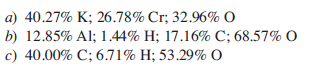 a) 40.27% K; 26.78% Cr; 32.96% O
b) 12.85% Al; 1.44% H; 17.16% C; 68.57% O
c) 40.00% C; 6.71% H; 53.29% O